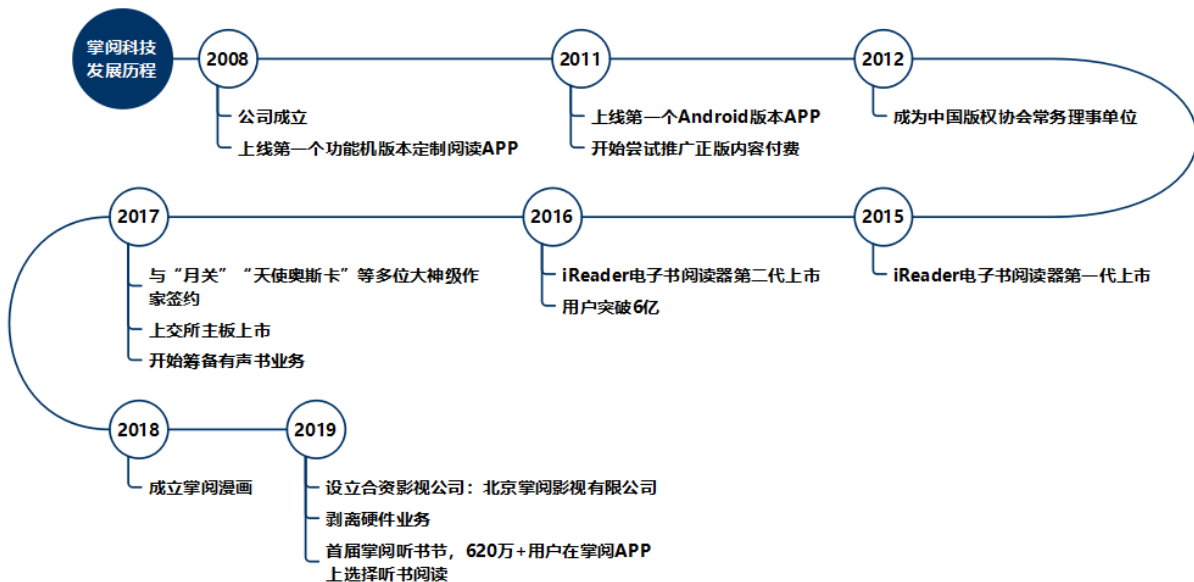 掌阅科技
发展历程
2008
公司成立
上线第一个功能机版本定制阅读APP
2011
上线第一个Android版本APP
开始尝试推广正版内容付费
2012
成为中国版权协会常务理事单位
2015
iReader电子书阅读器第一代上市
2016
iReader电子书阅读器第二代上市
用户突破6亿
2017
与“月关”“天使奥斯卡”等多位大神级作
家签约
上交所主板上市
开始筹备有声书业务
2018
成立掌阅漫画
2019
设立合资影视公司：北京掌阅影视有限公司
剥离硬件业务
首届掌阅听书节，620万+用户在掌阅APP
上选择听书阅读